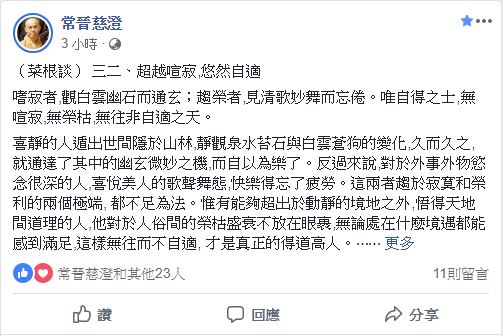 常晉慈澄
3 小時 ·
（菜根談） 三二、超越喧寂,悠然自適
嗜寂者,觀白雲幽石而通玄；趨榮者,見清歌妙舞而忘倦。唯自得之士,無
喧寂,無榮枯,無往非自適之天。
喜靜的人遁出世間隱於山林,靜觀泉水苔石與白雲蒼狗的變化,久而久之,
就通達了其中的幽玄微妙之機,而自以為樂了。反過來說,對於外事外物慾
念很深的人,喜悅美人的歌聲舞態,快樂得忘了疲勞。這兩者趨於寂寞和榮
利的兩個極端, 都不足為法。惟有能夠超出於動靜的境地之外,悟得天地
間道理的人,他對於人俗間的榮枯盛衰不放在眼裹,無論處在什麼境遇都能
感到滿足,這樣無往而不自適, 才是真正的得道高人。…… 更多
常晉慈澄和其他23人 11則留言
讚 回應 分享